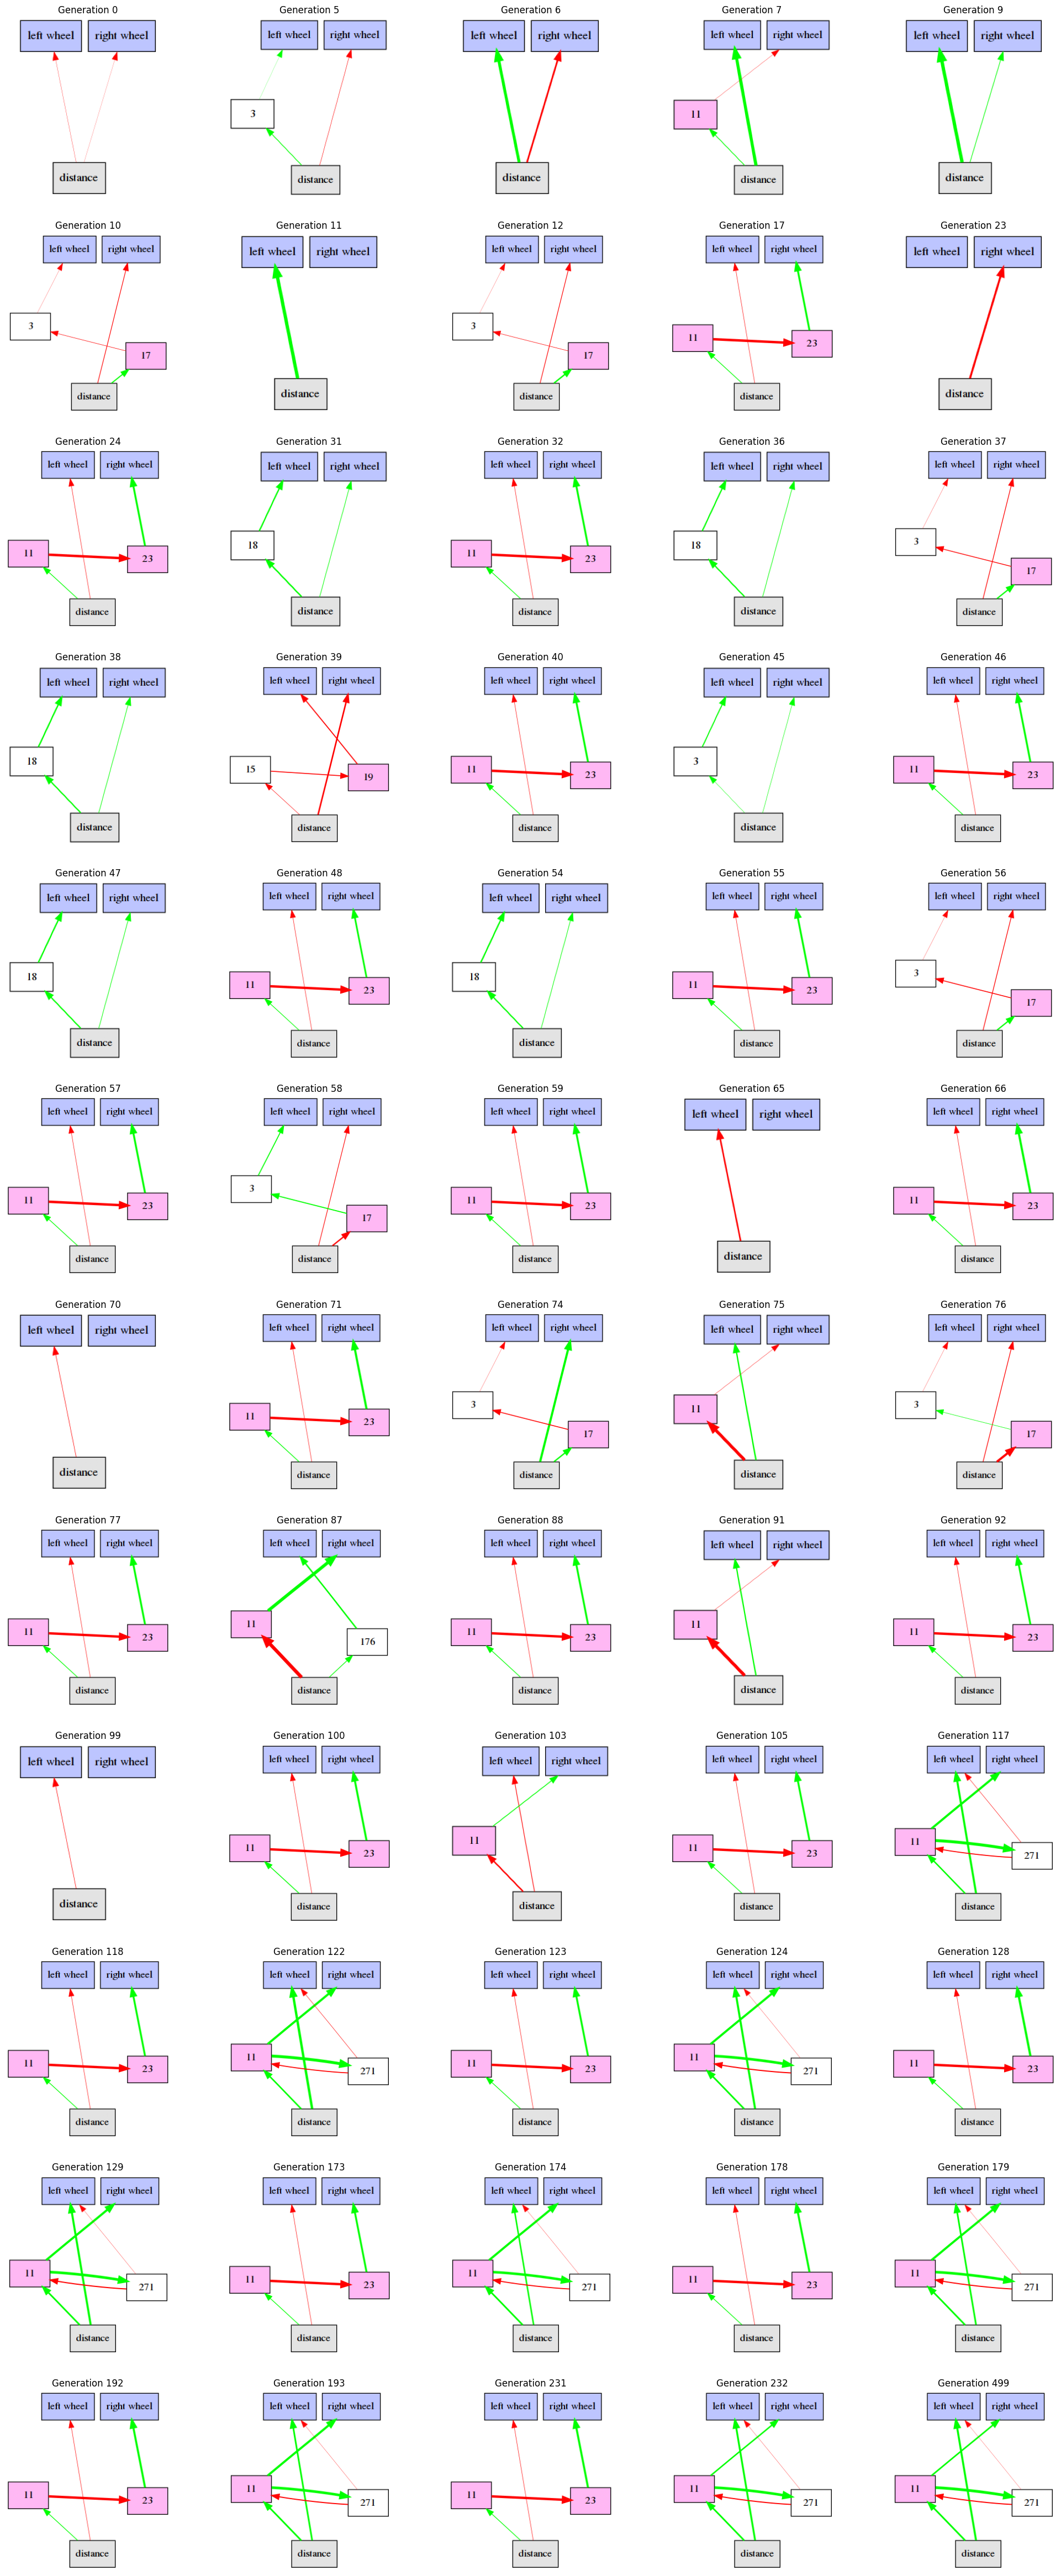 Generation 0
left wheel right wheel
distance
Generation 5
left wheel right wheel
3
distance
Generation 6
left wheel right wheel
distance
Generation 7
left wheel right wheel
11
distance
Generation 9
left wheel right wheel
distance
Generation 10
left wheel right wheel
3
17
distance
Generation 11
left wheel right wheel
distance
Generation 12
left wheel right wheel
3
17
distance
Generation 17
left wheel right wheel
11
23
distance
Generation 23
left wheel right wheel
distance
Generation 24
left wheel right wheel
11
23
distance
Generation 31
left wheel right wheel
18
distance
Generation 32
left wheel right wheel
11
23
distance
Generation 36
left wheel right wheel
18
distance
Generation 37
left wheel right wheel
3
17
distance
Generation 38
left wheel right wheel
18
distance
Generation 39
left wheel right wheel
15
19
distance
Generation 40
left wheel right wheel
11
23
distance
Generation 45
left wheel right wheel
3
distance
Generation 46
left wheel right wheel
11
23
distance
Generation 47
left wheel right wheel
18
distance
Generation 48
left wheel right wheel
11
23
distance
Generation 54
left wheel right wheel
18
distance
Generation 55
left wheel right wheel
11
23
distance
Generation 56
left wheel right wheel
3
17
distance
Generation 57
left wheel right wheel
11
23
distance
Generation 58
left wheel right wheel
3
17
distance
Generation 59
left wheel right wheel
11
23
distance
Generation 65
left wheel right wheel
distance
Generation 66
left wheel right wheel
11
23
distance
Generation 70
left wheel right wheel
distance
Generation 71
left wheel right wheel
11
23
distance
Generation 74
left wheel right wheel
3
17
distance
Generation 75
left wheel right wheel
11
distance
Generation 76
left wheel right wheel
3
17
distance
Generation 77
left wheel right wheel
11
23
distance
Generation 87
left wheel right wheel
11
176
distance
Generation 88
left wheel right wheel
11
23
distance
Generation 91
left wheel right wheel
11
distance
Generation 92
left wheel right wheel
11
23
distance
Generation 99
left wheel right wheel
distance
Generation 100
left wheel right wheel
11
23
distance
Generation 103
left wheel right wheel
11
distance
Generation 105
left wheel right wheel
11
23
distance
Generation 117
left wheel right wheel
11
271
distance
Generation 118
left wheel right wheel
11
23
distance
Generation 122
left wheel right wheel
11
271
distance
Generation 123
left wheel right wheel
11
23
distance
Generation 124
left wheel right wheel
11
271
distance
Generation 128
left wheel right wheel
11
23
distance
Generation 129
left wheel right wheel
11
271
distance
Generation 173
left wheel right wheel
11
23
distance
Generation 174
left wheel right wheel
11
271
distance
Generation 178
left wheel right wheel
11
23
distance
Generation 179
left wheel right wheel
11
271
distance
Generation 192
left wheel right wheel
11
23
distance
Generation 193
left wheel right wheel
11
271
distance
Generation 231
left wheel right wheel
11
23
distance
Generation 232
left wheel right wheel
11
271
distance
Generation 499
left wheel right wheel
11
271
distance